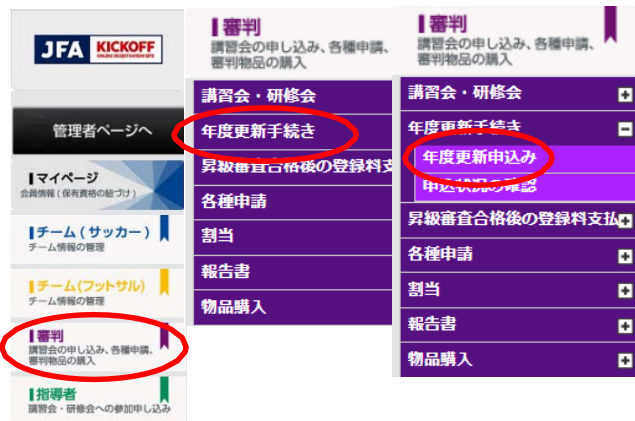 JFA KICKOFF
ONLINE REGISTRATION SITE
管理者ページへ
マイページ
会員情報（保有資格の紐づけ）
チーム（サッカー）
チーム情報の管理
チーム(フットサル)
チーム情報の管理
審判
講習会の申し込み、各種申請、
審判物品の購入
指導者
講習会・研修会への参加申し込み
審判
講習会の申し込み、各種申請、
審判物品の購入
講習会・研修会
年度更新手続き
昇級審査合格後の登録料支
各種申請
割当
報告書
物品購入
審判
講習会の申し込み、各種申請、
審判物品の購入
講習会・研修会
年度更新手続き
年度更新申込み
申込状況の確認
昇級審査合格後の登録料支払
各種申請
割当
報告書
物品購入